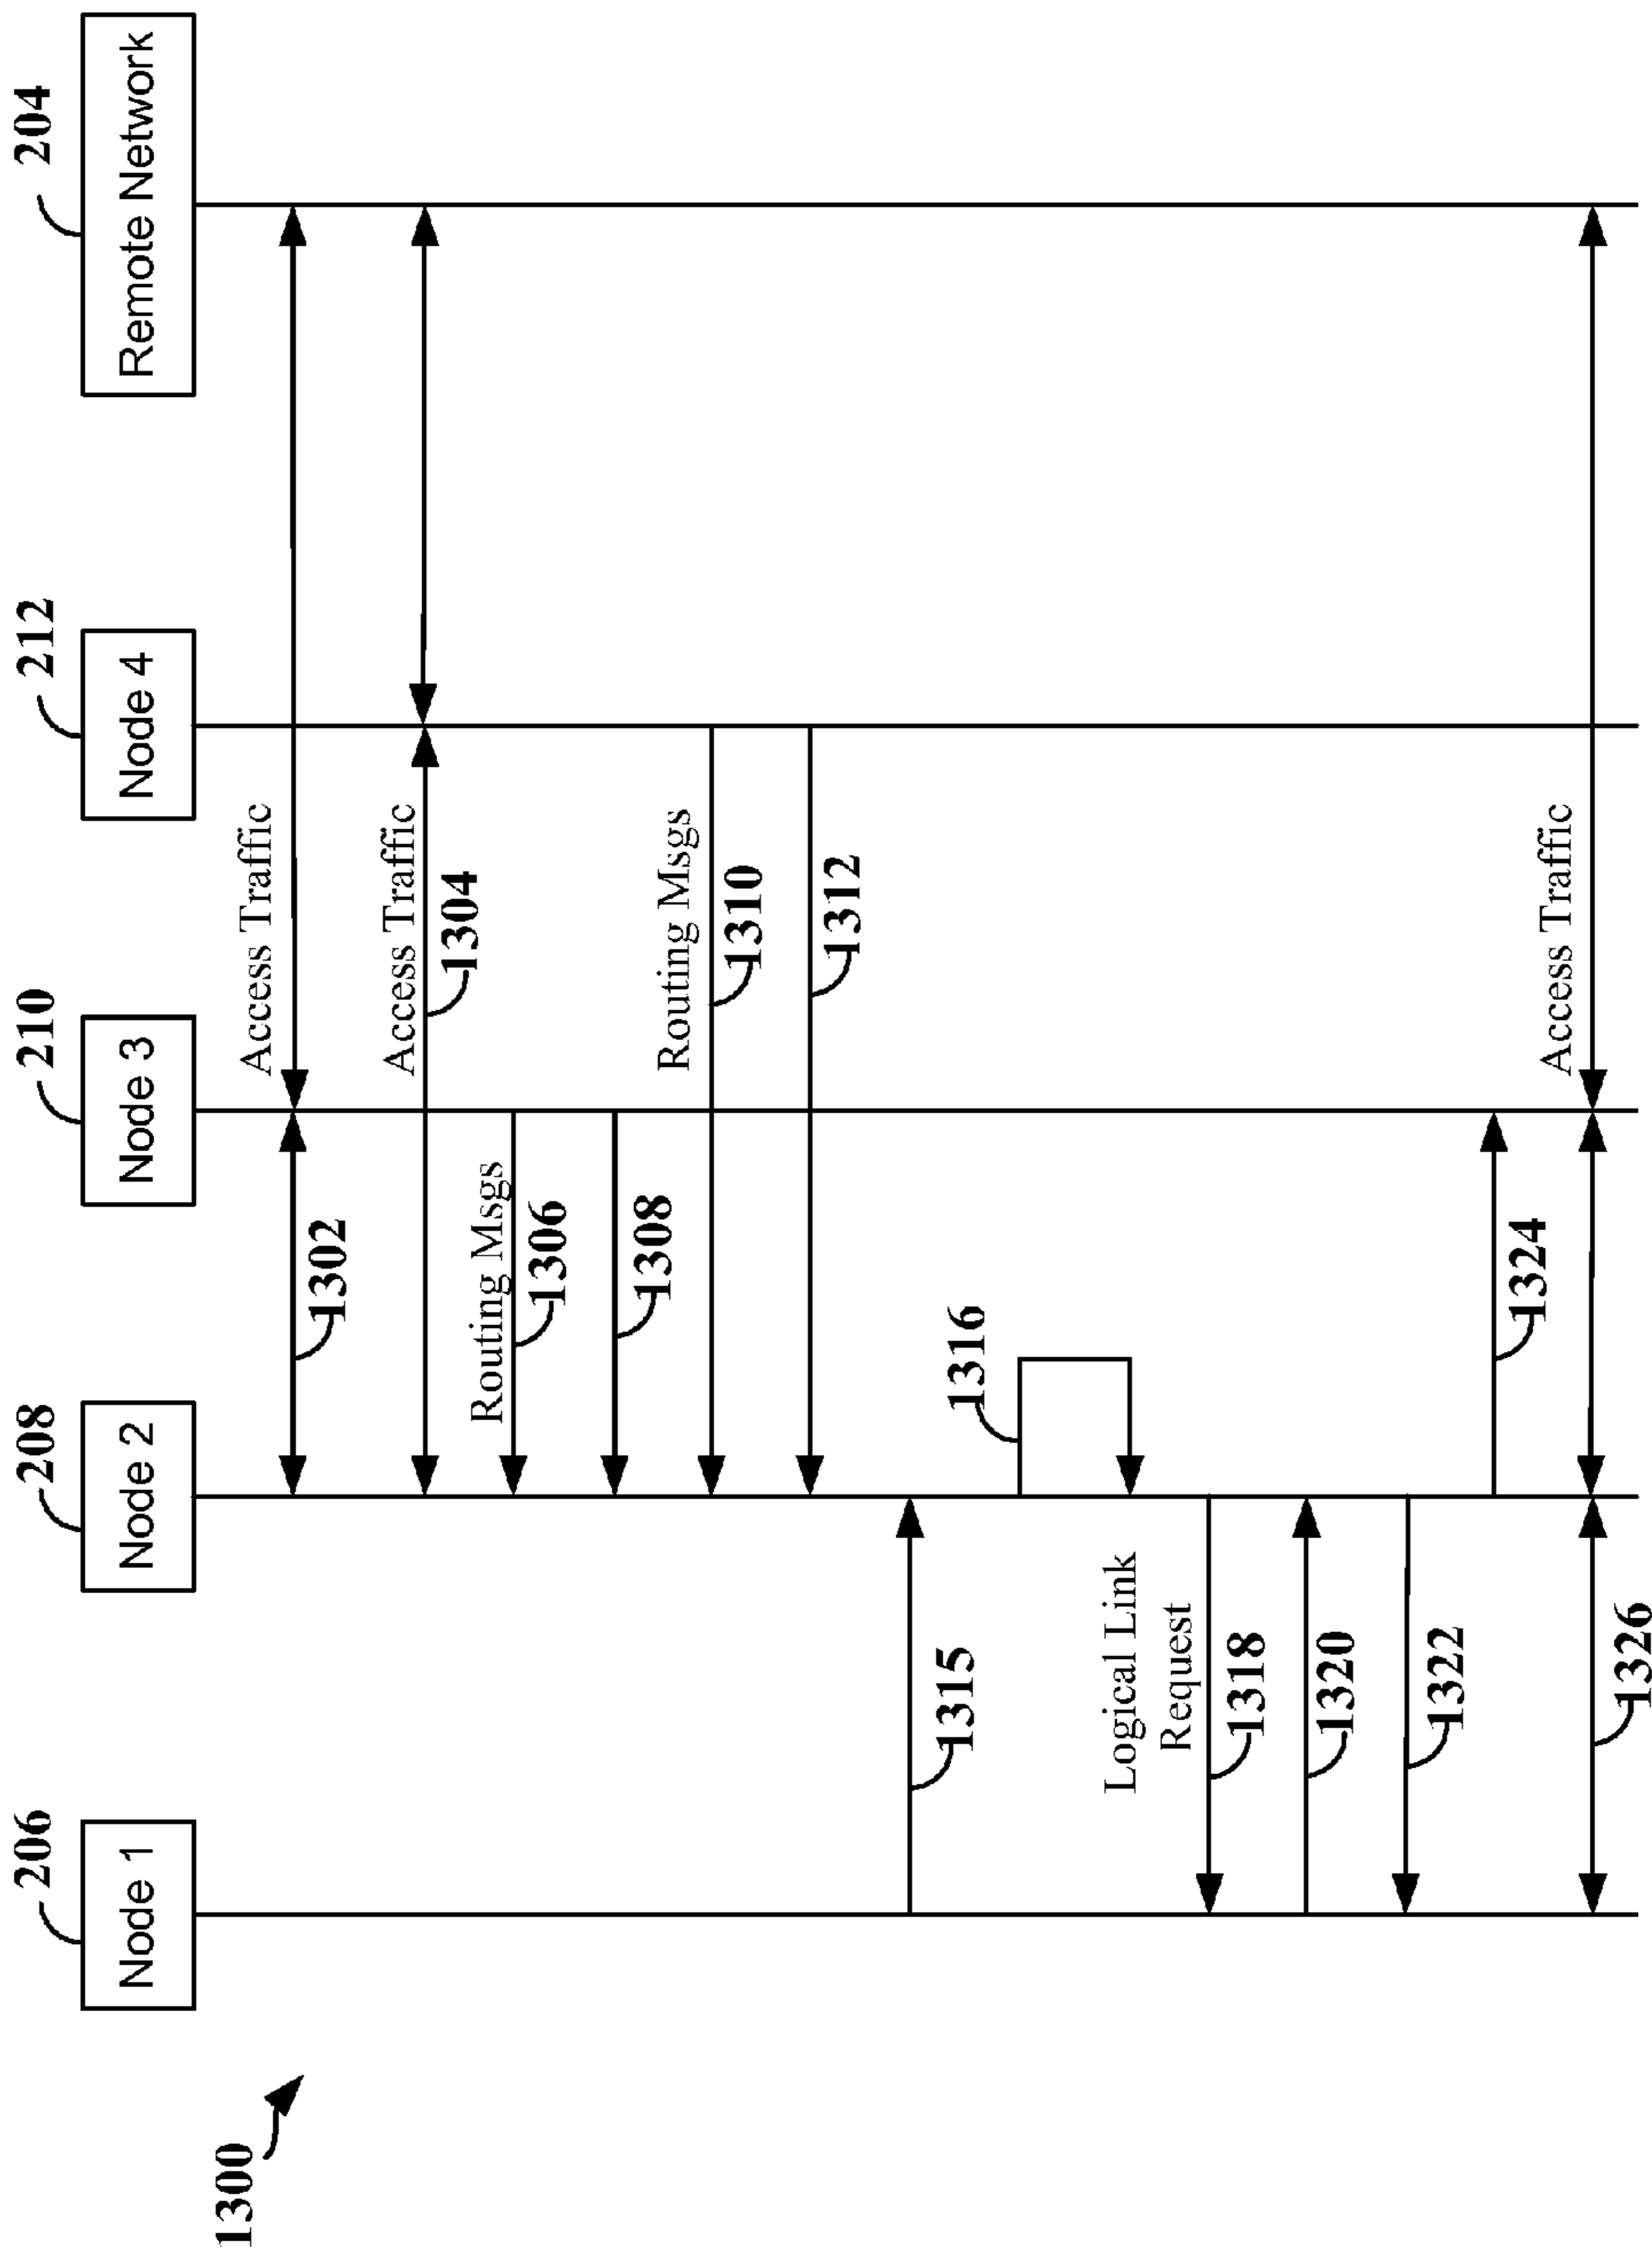 1300
206
208
210
212
204
Node 1
Node 2
Node 3
Node 4
Remote Network
Access Traffic
1302
Access Traffic
1304
Routing Msgs
1306
1308
Routing Msgs
1310
1312
1315
1316
Logical Link
Request
1318
1320
1322
1324
Access Traffic
1326